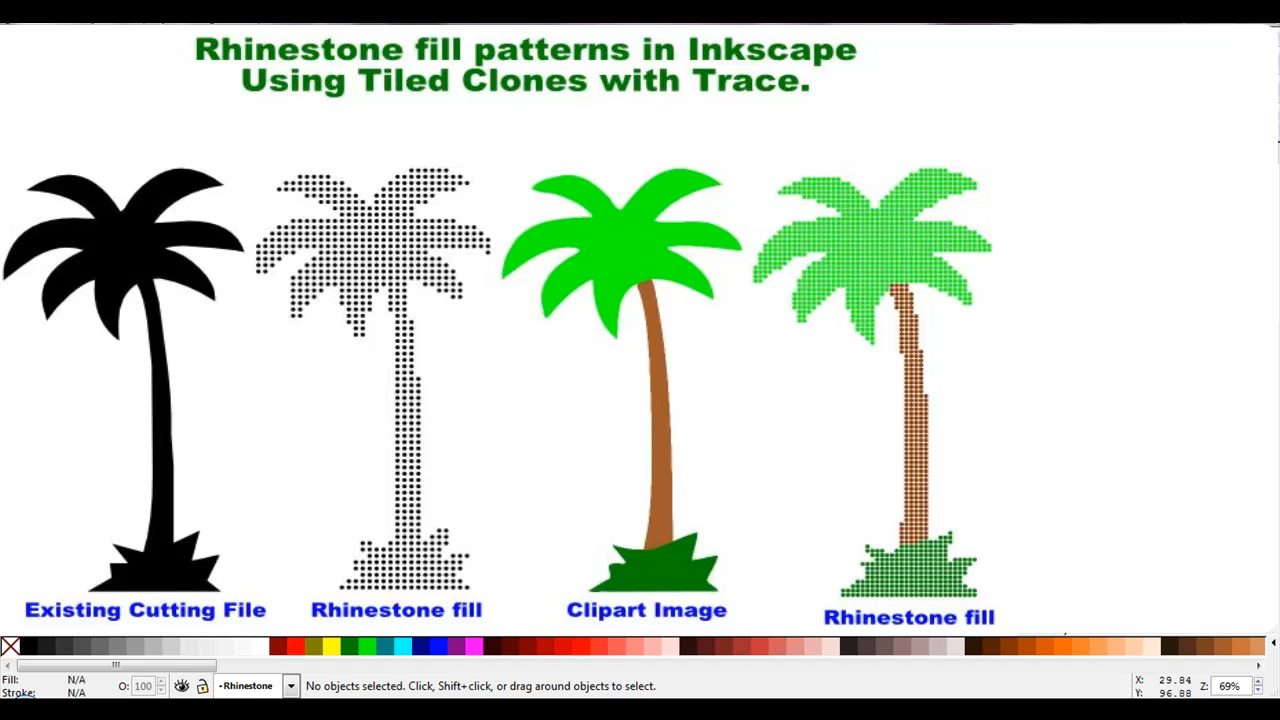 Rhinestone fill patterns in Inkscape
Using Tiled Clones with Trace.
Existing Cutting File
Rhinestone fill
Clipart Image
Rhinestone fill
Fill: N/A
Stroke: N/A
O: 100
•Rhinestone
No objects selected. Click, Shift+click, or drag around objects to select.
X: 29.84
Y: 96.88
Z: 69%